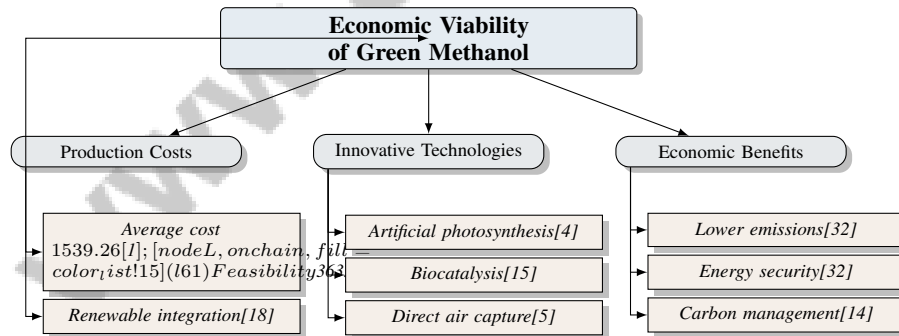 Economic Viability
of Green Methanol
Production Costs
Innovative Technologies
Economic Benefits
Average cost
1539.26[I]; [nodeL, onchain, fill =
color_list!15](l61)Feasibility363
Renewable integration[18]
Artificial photosynthesis[4]
Biocatalysis[15]
Direct air capture[5]
Lower emissions[32]
Energy security[32]
Carbon management[14]